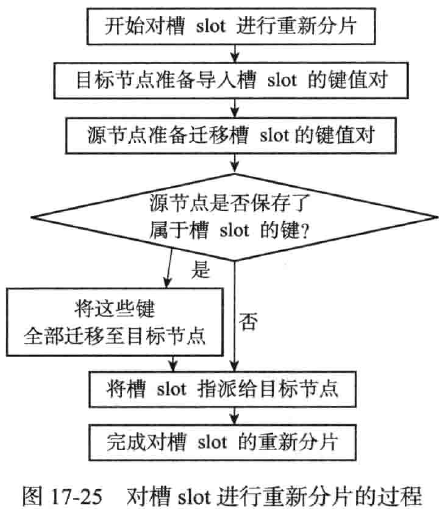 开始对槽 slot 进行重新分片
目标节点准备导入槽 slot 的键值对
源节点准备迁移槽 slot的键值对
源节点是否保存了
属于槽 slot 的键?
是
将这些键
全部迁移至目标节点
否
将槽 slot 指派给目标节点
完成对槽 slot 的重新分片
图 17-25 对槽 slot 进行重新分片的过程